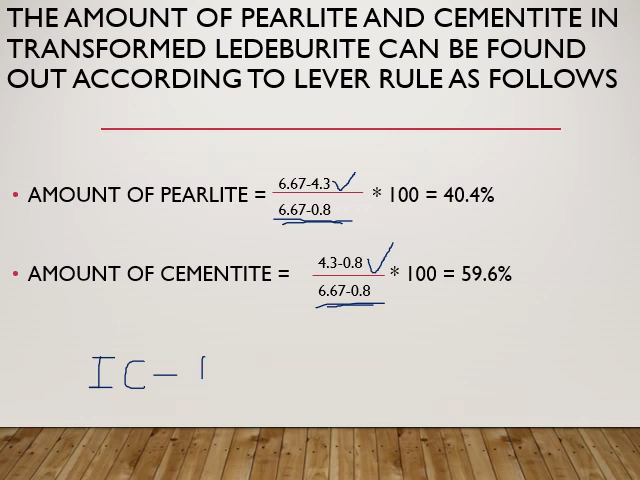 THE AMOUNT OF PEARLITE AND CEMENTITE IN
TRANSFORMED LEDEBURITE CAN BE FOUND
OUT ACCORDING TO LEVER RULE AS FOLLOWS
• AMOUNT OF PEARLITE = 6.67-4.3 / 6.67-0.8 * 100 = 40.4%
• AMOUNT OF CEMENTITE = 4.3-0.8 / 6.67-0.8 * 100 = 59.6%
IC - 1